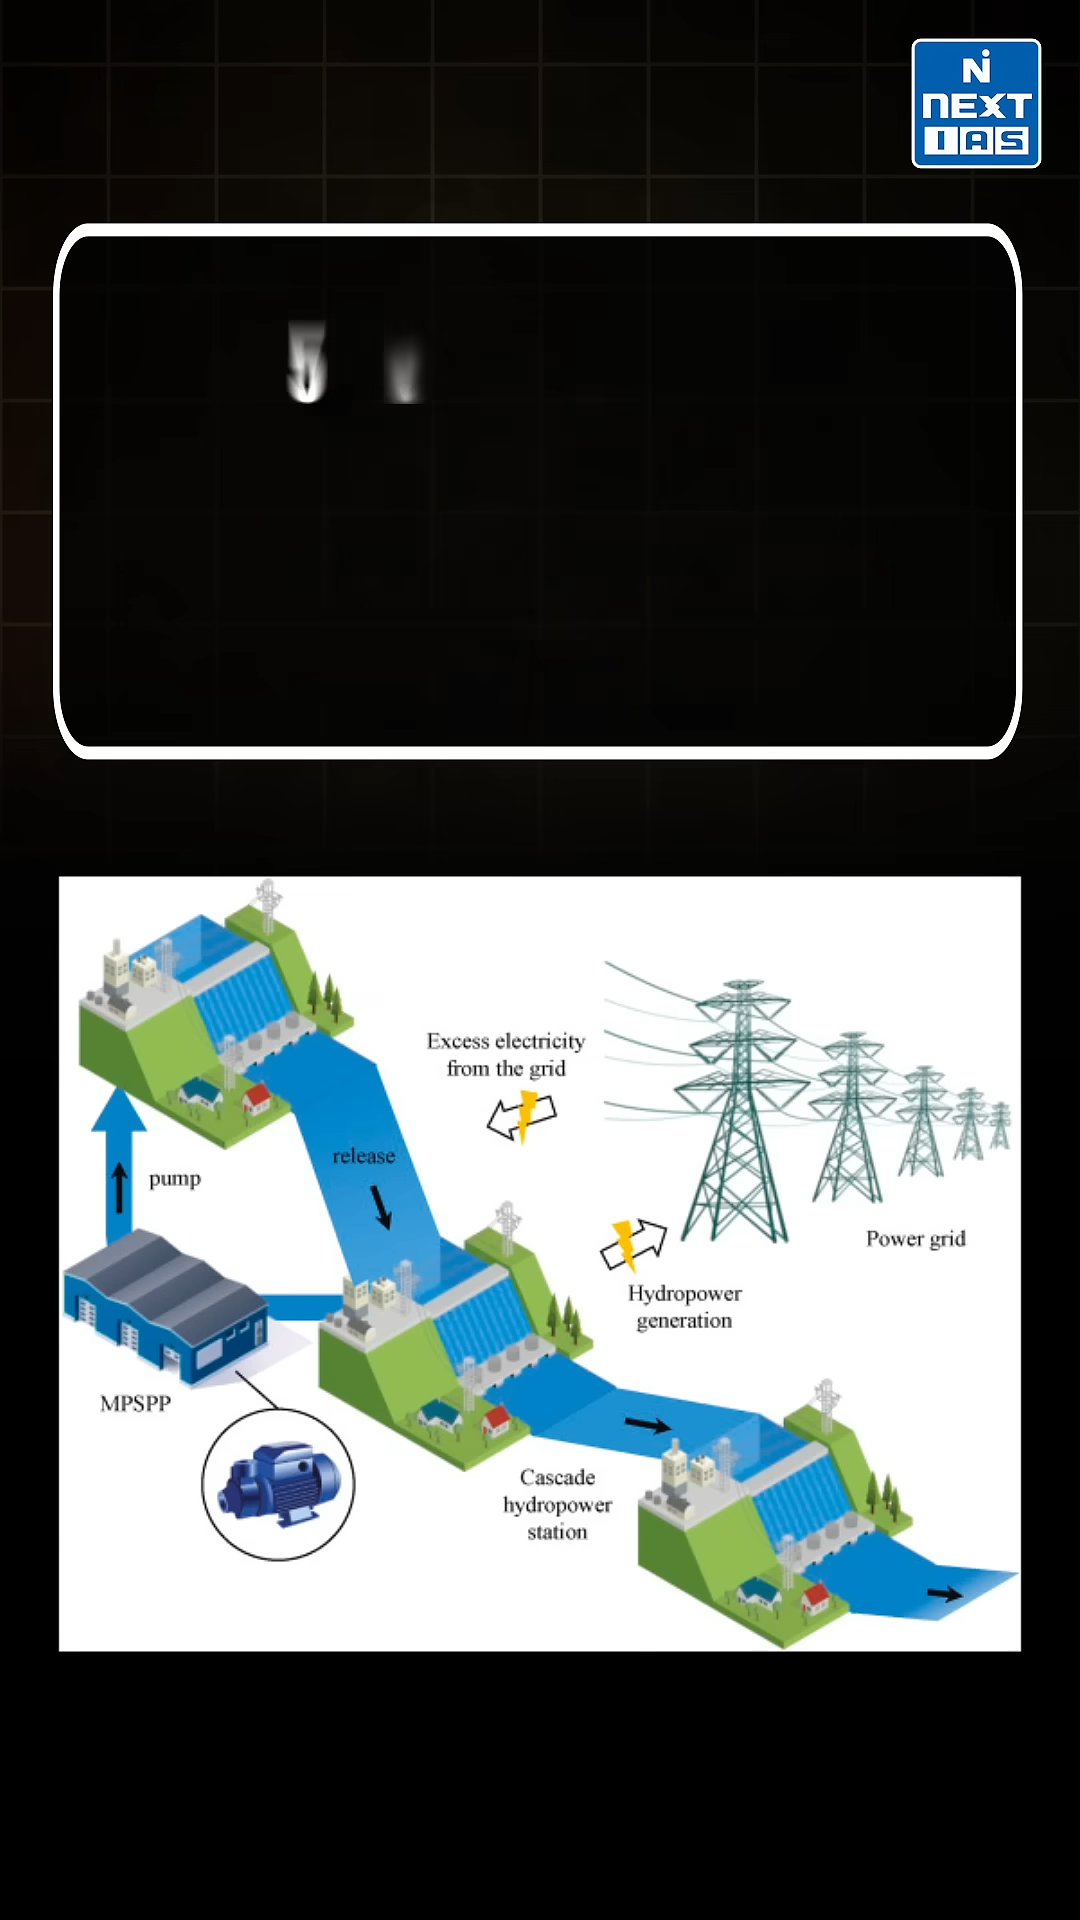 N
NEXT
IAS
Excess electricity
from the grid
release
pump
Power grid
Hydropower
generation
MPSPP
Cascade
hydropower
station